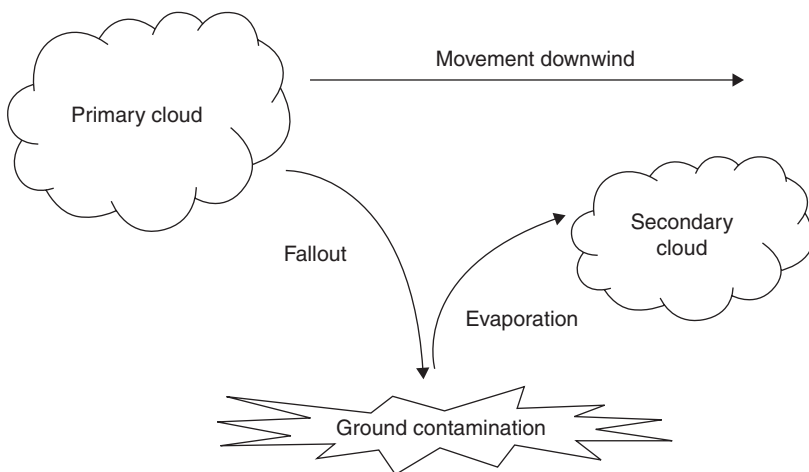 Movement downwind
Primary cloud
Secondary
cloud
Fallout
Evaporation
Ground contamination